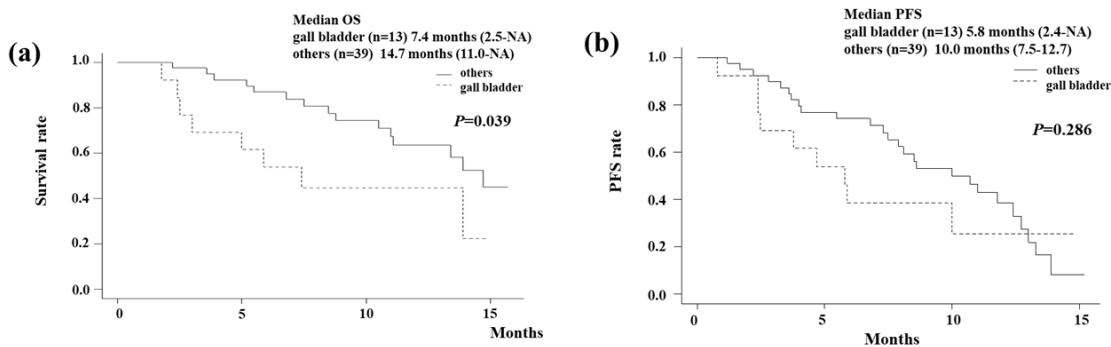 (a)
Median OS
gall bladder (n=13) 7.4 months (2.5-NA)
others (n=39) 14.7 months (11.0-NA)
others
gall bladder
P=0.039
Survival rate
1.0
0.8
0.6
0.4
0.2
0.0
0
5
10
15
Months
(b)
Median PFS
gall bladder (n=13) 5.8 months (2.4-NA)
others (n=39) 10.0 months (7.5-12.7)
others
gall bladder
P=0.286
PFS rate
1.0
0.8
0.6
0.4
0.2
0.0
0
5
10
15
Months